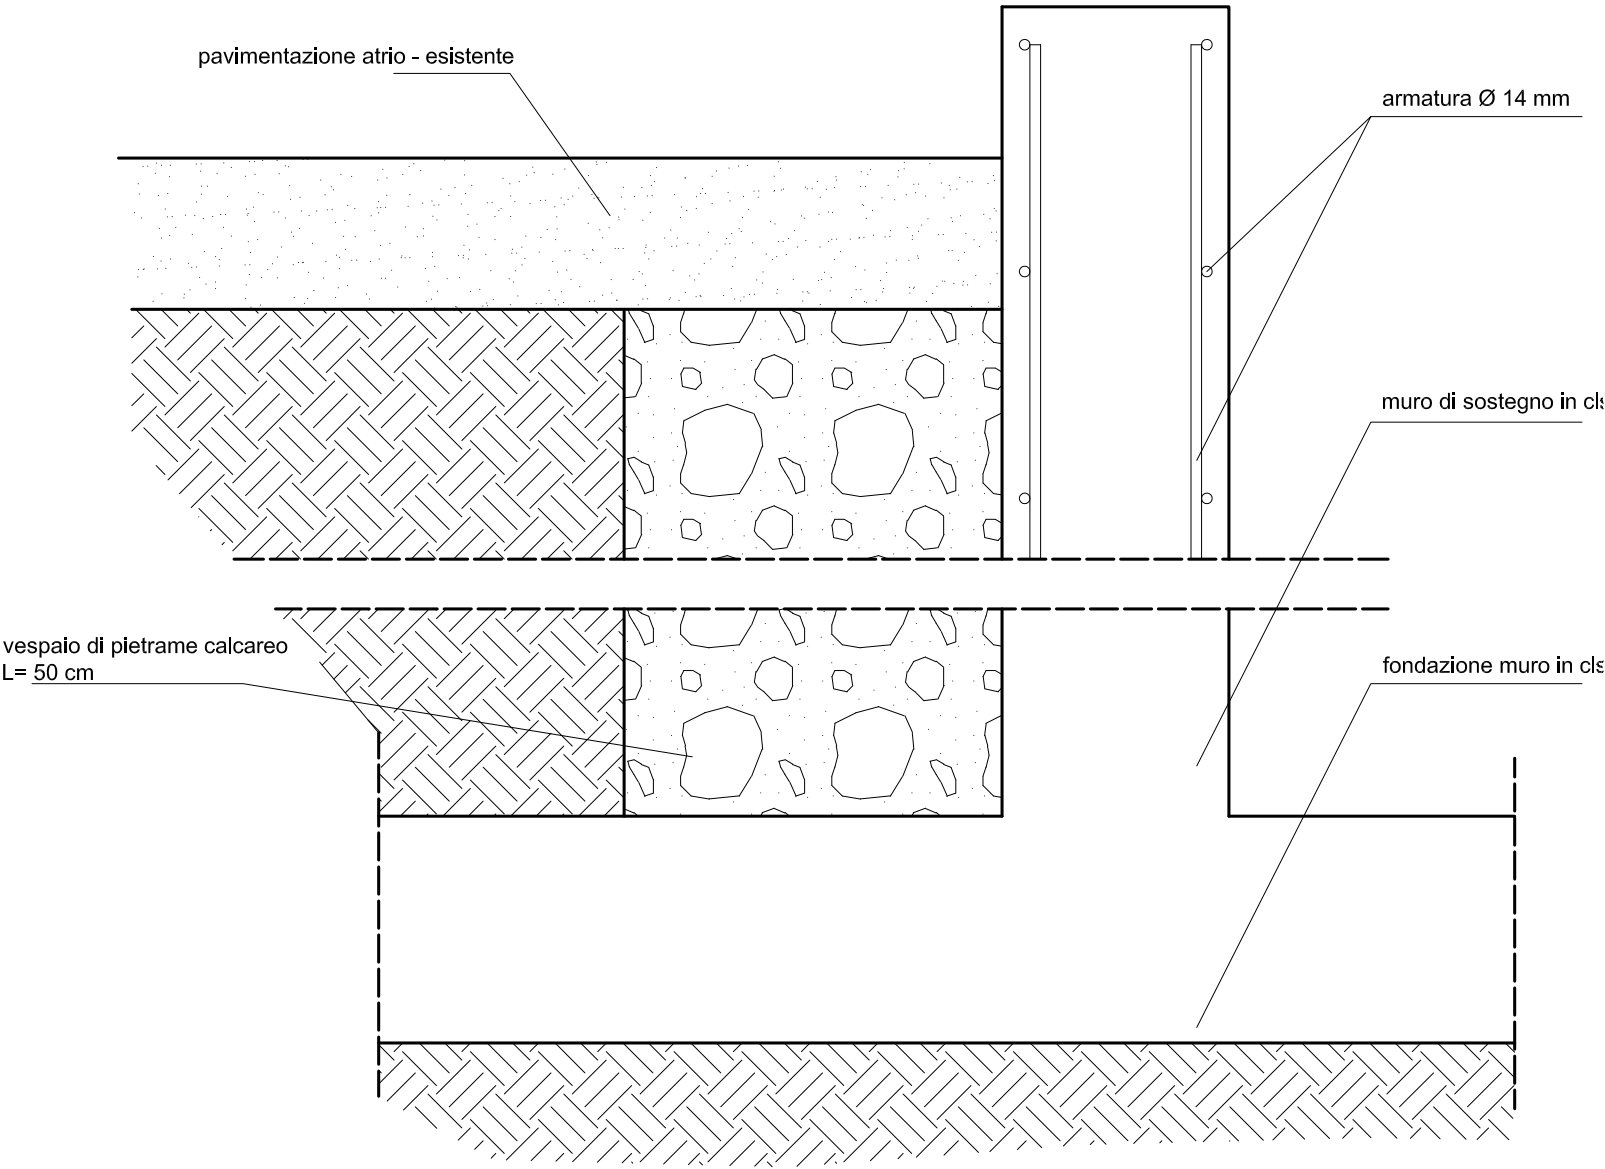 pavimentazione atrio - esistente
armatura Ø 14 mm
muro di sostegno in cls
vespaio di pietrame calcareo
L= 50 cm
fondazione muro in cls